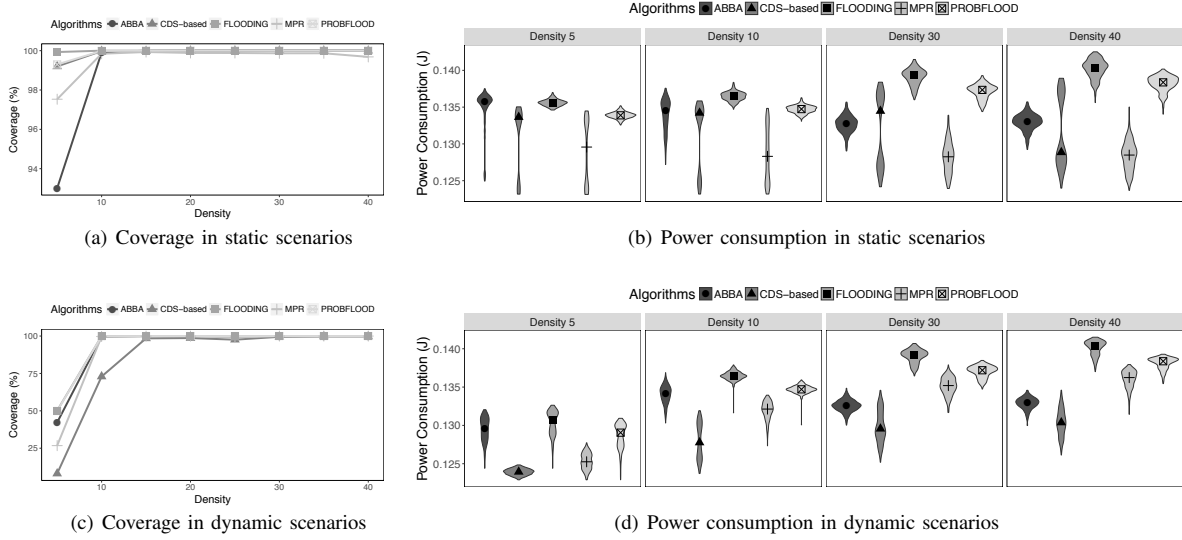 Algorithms ABBA CDS−based FLOODING MPR PROBFLOOD
Coverage (%)
100
98
96
94
10
20
30
40
Density
(a) Coverage in static scenarios
Algorithms ABBA CDS−based FLOODING MPR PROBFLOOD
Density 5
Density 10
Density 30
Density 40
Power Consumption (J)
0.140
0.135
0.130
0.125
(b) Power consumption in static scenarios
Algorithms ABBA CDS−based FLOODING MPR PROBFLOOD
Coverage (%)
100
75
50
25
10
20
30
40
Density
(c) Coverage in dynamic scenarios
Algorithms ABBA CDS−based FLOODING MPR PROBFLOOD
Density 5
Density 10
Density 30
Density 40
Power Consumption (J)
0.140
0.135
0.130
0.125
(d) Power consumption in dynamic scenarios